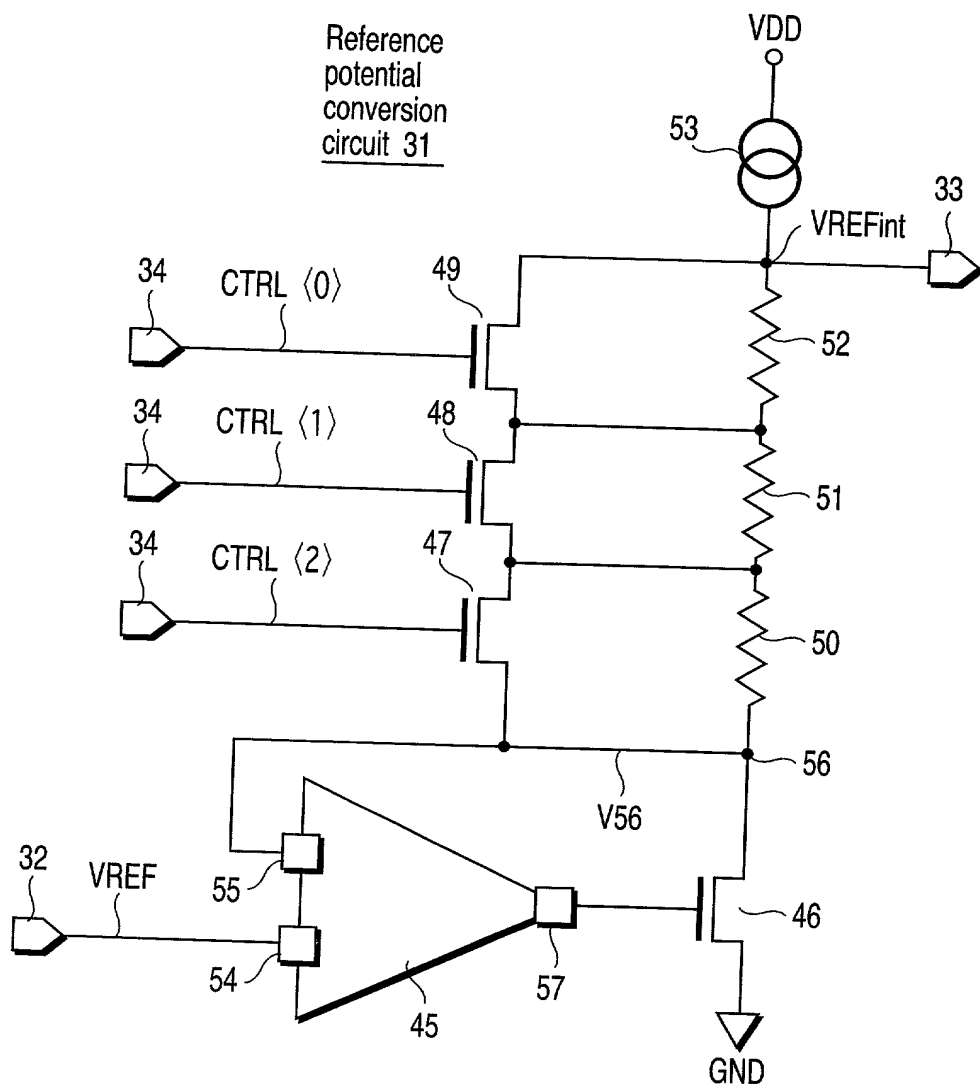 Reference
potential
conversion
circuit 31
VDD
53
33
VREFint
34
CTRL ⟨0⟩
49
52
34
CTRL ⟨1⟩
48
51
34
CTRL ⟨2⟩
47
50
56
V56
32
VREF
55
54
45
57
46
GND